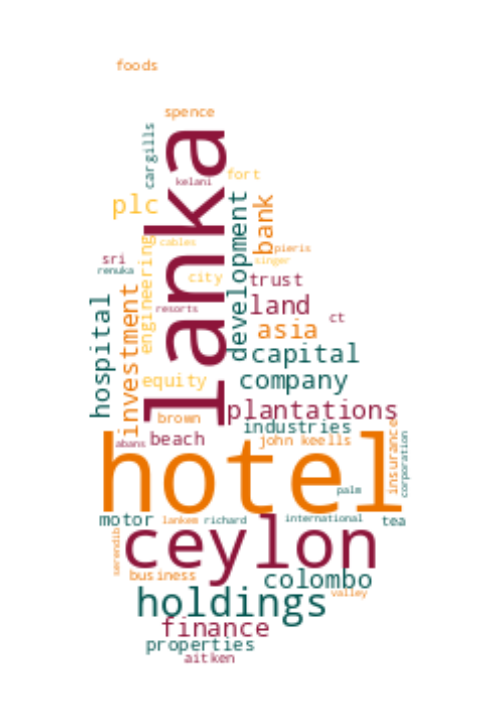 foods
spence
cargills
lanka
kelani
fort
plc
bank
development
cables
pieris
singer
engineering
sri
renuka
city
trust
hospital
investment
resorts
land
ct
asia
capital
equity
company
brown
plantations
industries
abans
beach
john keells
insurance
corporation
hotel
palm
motor
lankem
richard
international
tea
serendib
ceylon
business
colombo
valley
holdings
finance
properties
aitken